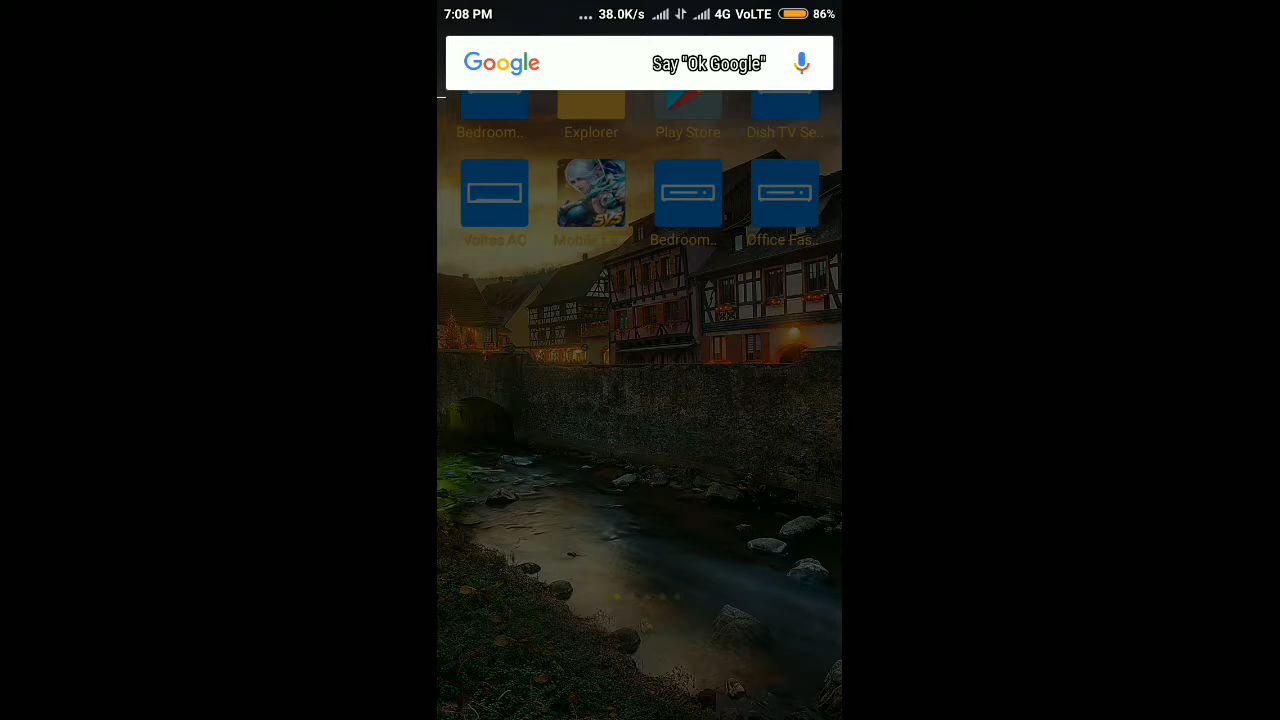 7:08 PM ... 38.0K/s 4G VoLTE 86%
Google Say "Ok Google"
Bedroom.. Explorer Play Store Dish TV Se..
5V5
Voltas AC Bedroom.. Office Fas..